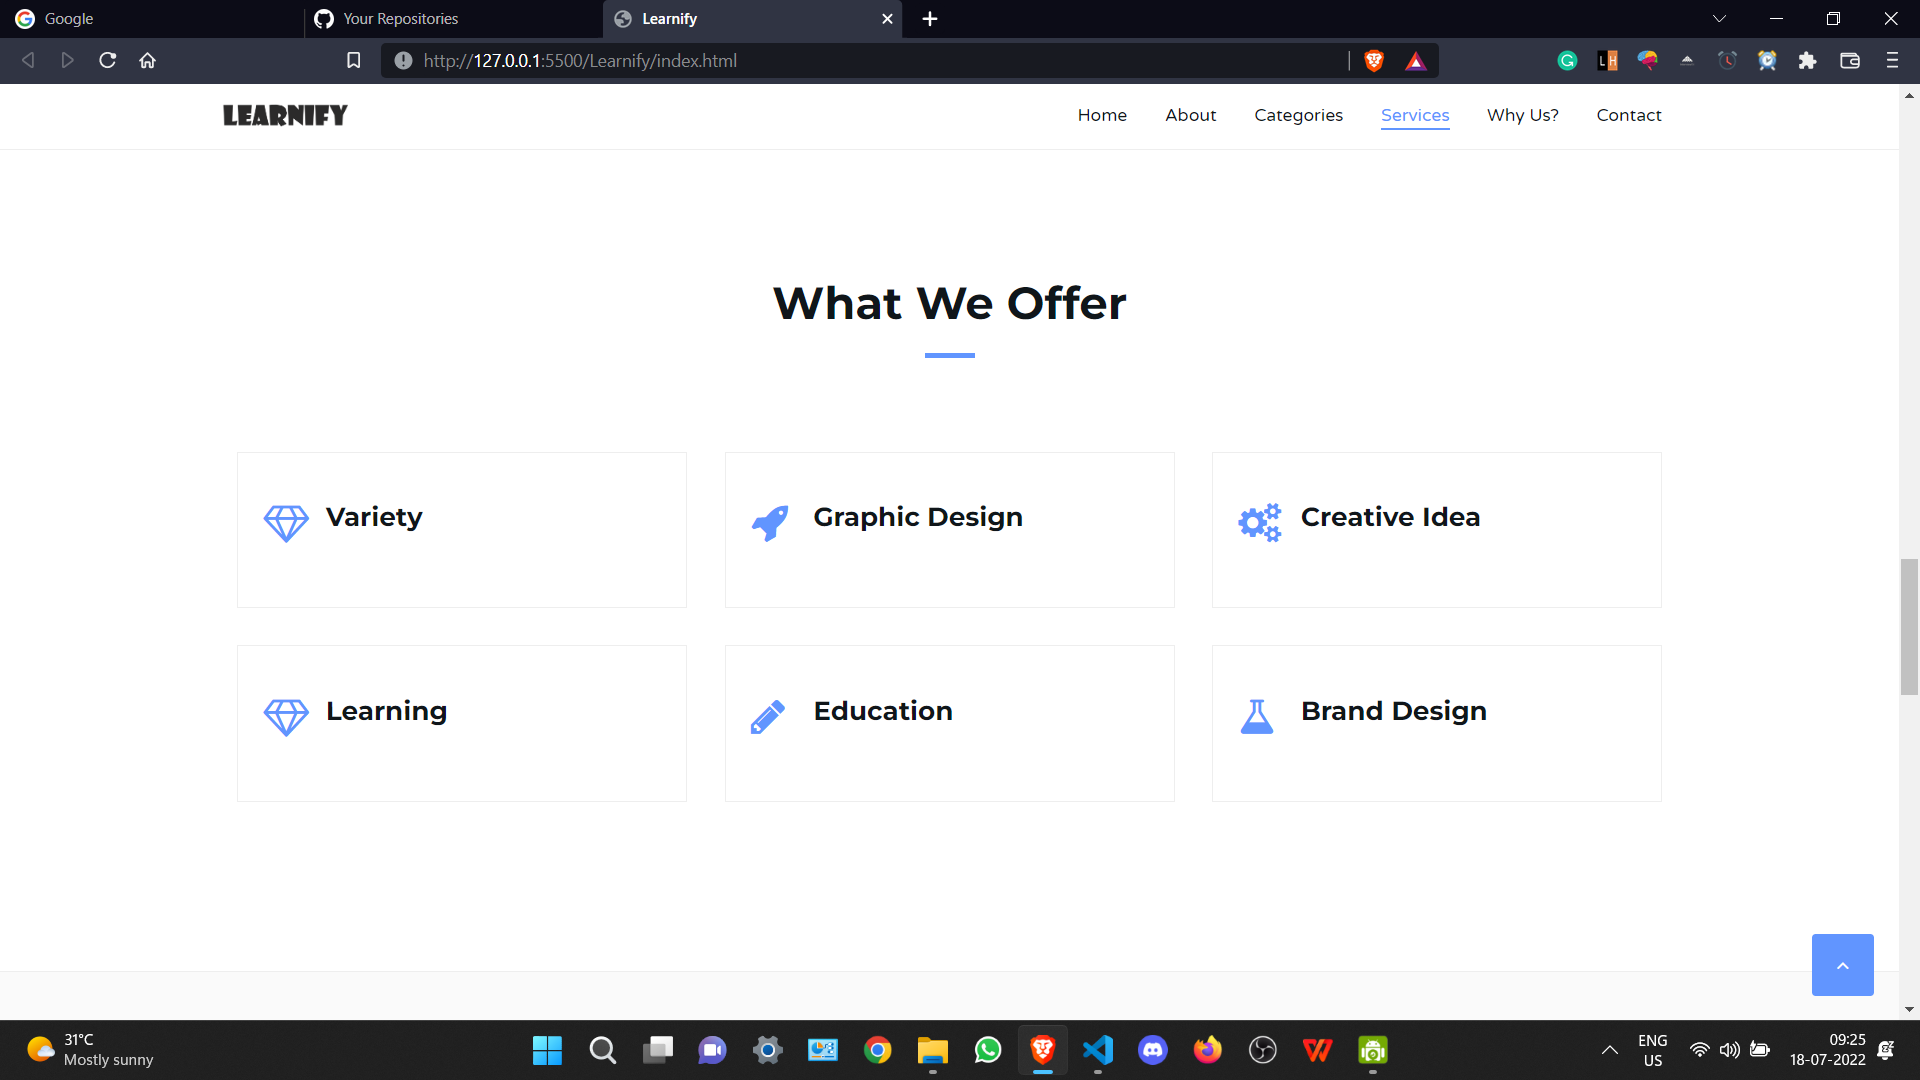 Google
Your Repositories
Learnify
http://127.0.0.1:5500/Learnify/index.html
LEARNIFY
Home About Categories Services Why Us? Contact
What We Offer
Variety
Graphic Design
Creative Idea
Learning
Education
Brand Design
31°C
Mostly sunny
ENG
US
09:25
18-07-2022